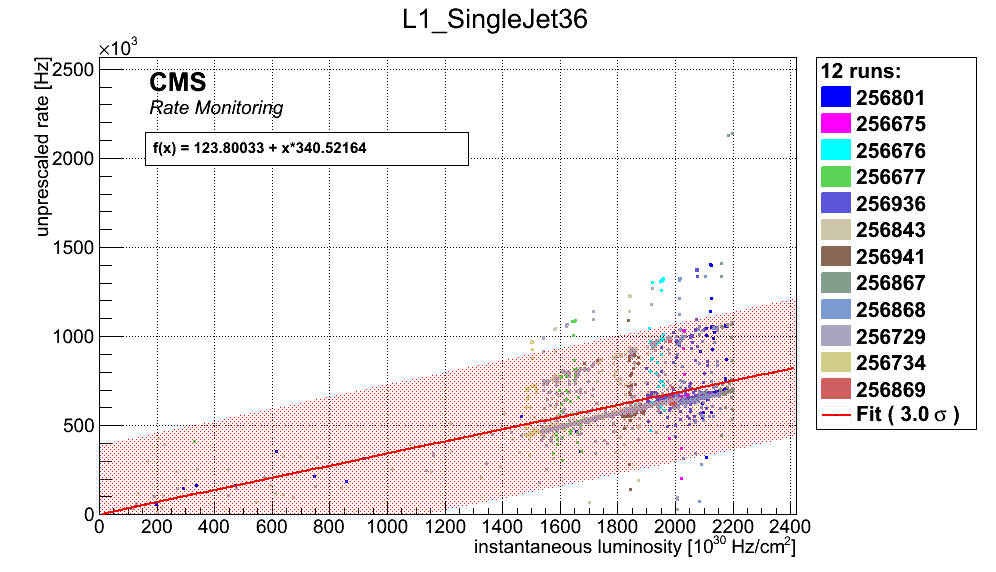 L1_SingleJet36
×10³
unprescaled rate [Hz]
2500
2000
1500
1000
500
0
CMS
Rate Monitoring
f(x) = 123.80033 + x*340.52164
0 200 400 600 800 1000 1200 1400 1600 1800 2000 2200 2400
instantaneous luminosity [10³⁰ Hz/cm²]
12 runs:
256801
256675
256676
256677
256936
256843
256941
256867
256868
256729
256734
256869
Fit ( 3.0 σ )